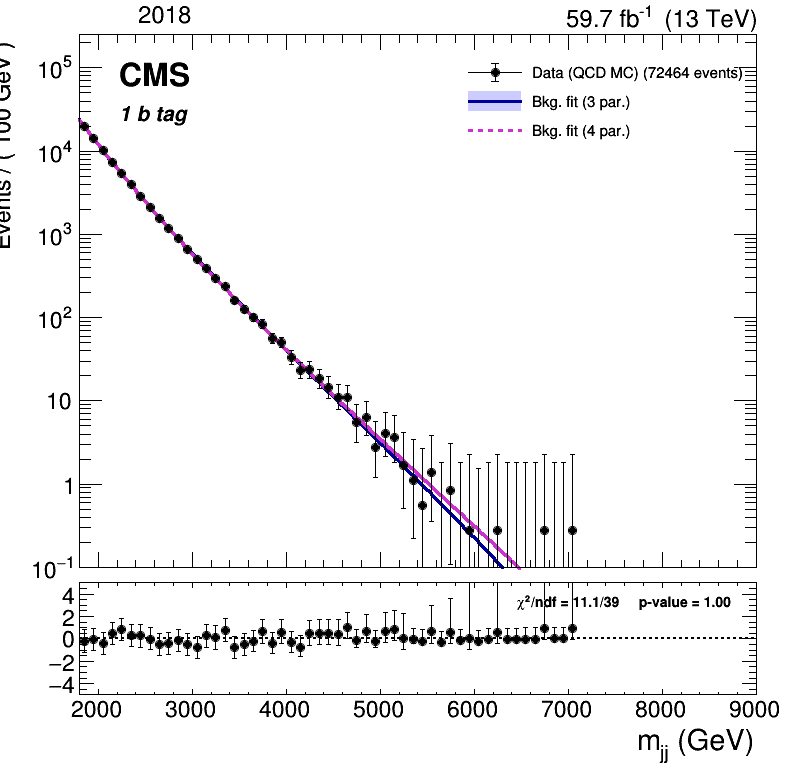 2018
59.7 fb⁻¹ (13 TeV)
CMS
1 b tag
Data (QCD MC) (72464 events)
Bkg. fit (3 par.)
Bkg. fit (4 par.)
Events / ( 100 GeV )
10⁵
10⁴
10³
10²
10
1
10⁻¹
χ²/ndf = 11.1/39 p-value = 1.00
4
2
0
−2
−4
2000 3000 4000 5000 6000 7000 8000 9000
m_jj (GeV)